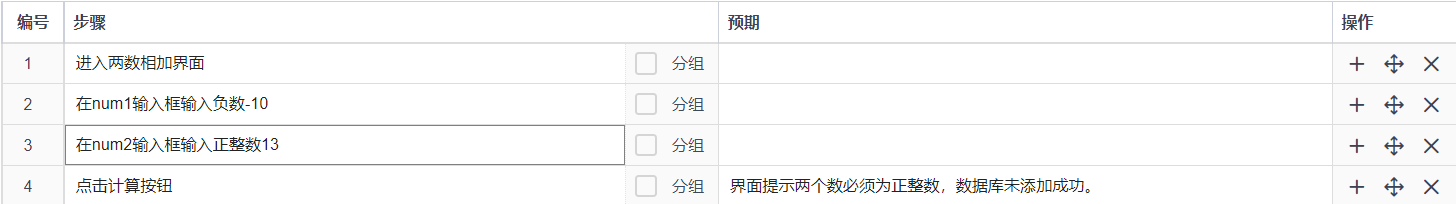 编号 步骤 预期 操作
1 进入两数相加界面 分组
2 在num1输入框输入负数-10 分组
3 在num2输入框输入正整数13 分组
4 点击计算按钮 分组 界面提示两个数必须为正整数，数据库未添加成功。